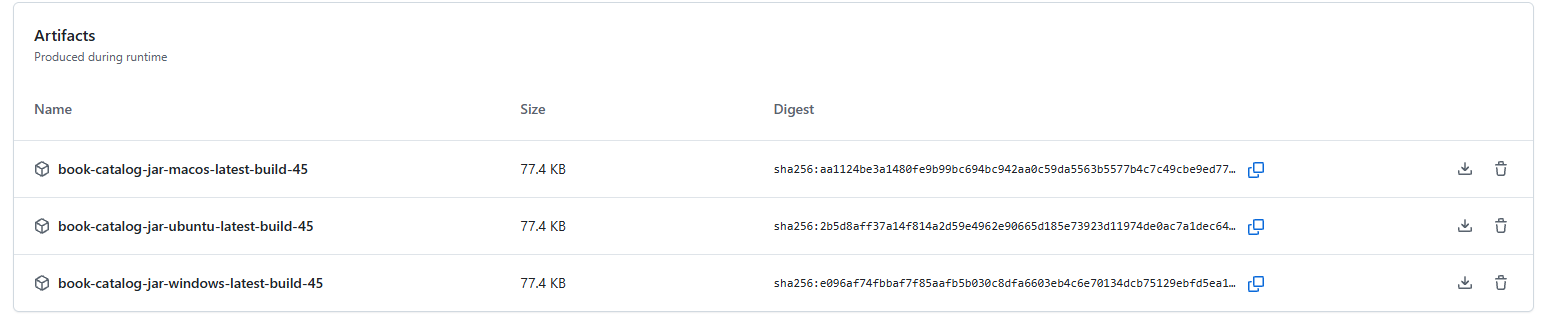 Artifacts
Produced during runtime
Name Size Digest
book-catalog-jar-macos-latest-build-45 77.4 KB sha256:aa1124be3a1480fe9b99bc694bc942aa0c59da5563b5577b4c7c49cbe9ed77…
book-catalog-jar-ubuntu-latest-build-45 77.4 KB sha256:2b5d8aff37a14f814a2d59e4962e90665d185e73923d11974de0ac7a1dec64…
book-catalog-jar-windows-latest-build-45 77.4 KB sha256:e096af74fbbaf7f85aafb5b030c8dfa6603eb4c6e70134dcb75129ebfd5ea1…